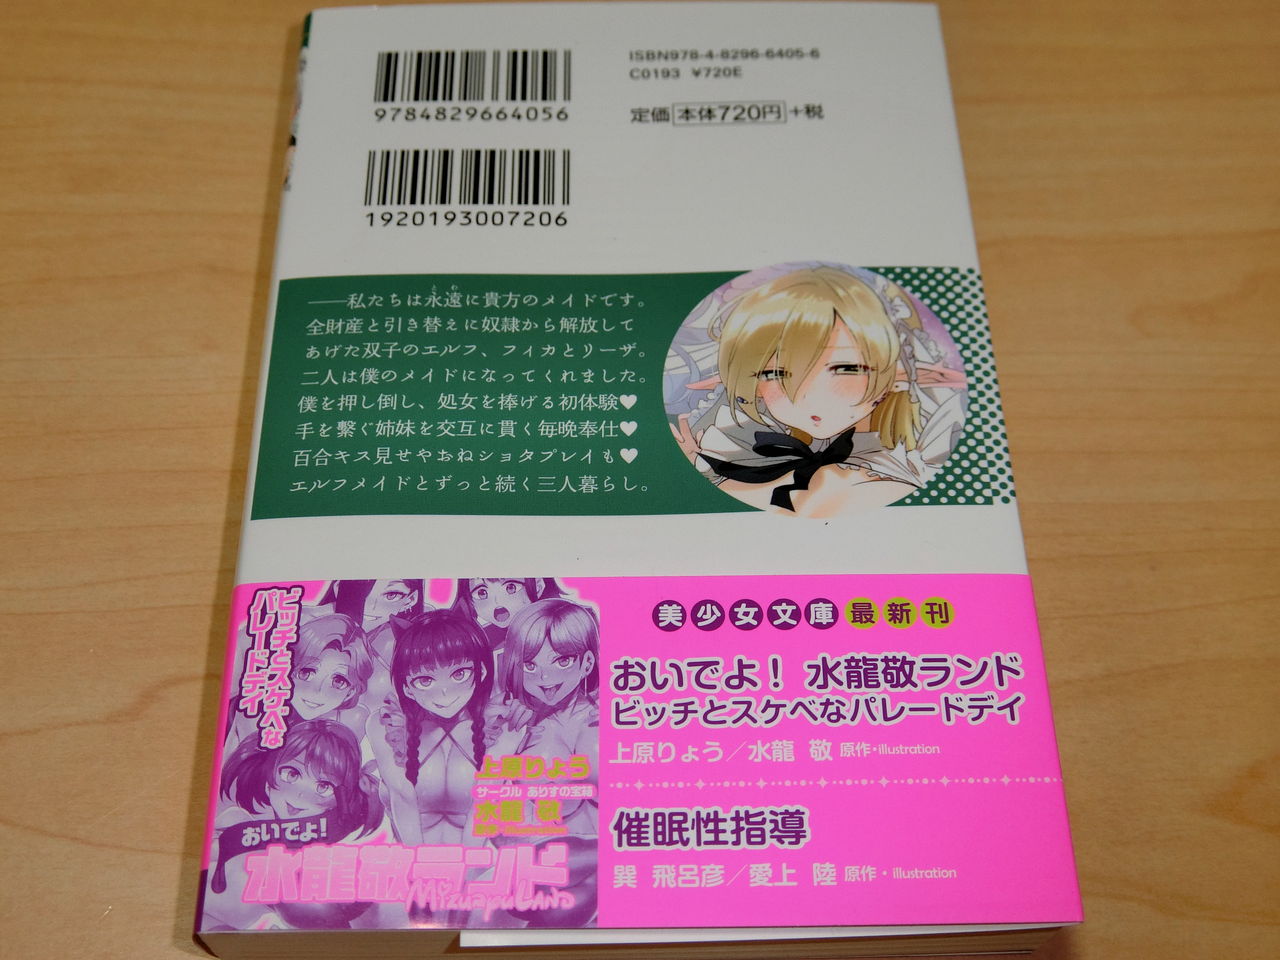 ISBN978-4-8296-6405-6
C0193 ¥720E
定価 本体720円 +税
9784829664056
1920193007206
――私たちは永遠に貴方のメイドです。
とわ
全財産と引き替えに奴隷から解放して
あげた双子のエルフ、フィカとリーザ。
二人は僕のメイドになってくれました。
僕を押し倒し、処女を捧げる初体験♥
手を繋ぐ姉妹を交互に貫く毎晩奉仕♥
百合キス見せやおねショタプレイも♥
エルフメイドとずっと続く三人暮らし。
ビッチとスケベな
パレードデイ
上原りょう
サークル ありすの宝箱
水龍 敬
原作・illustration
おいでよ!
水龍敬ランド
MIZURYU LAND
美少女文庫 最新刊
おいでよ! 水龍敬ランド
ビッチとスケベなパレードデイ
上原りょう/水龍 敬 原作・illustration
催眠性指導
巽 飛呂彦/愛上 陸 原作・illustration